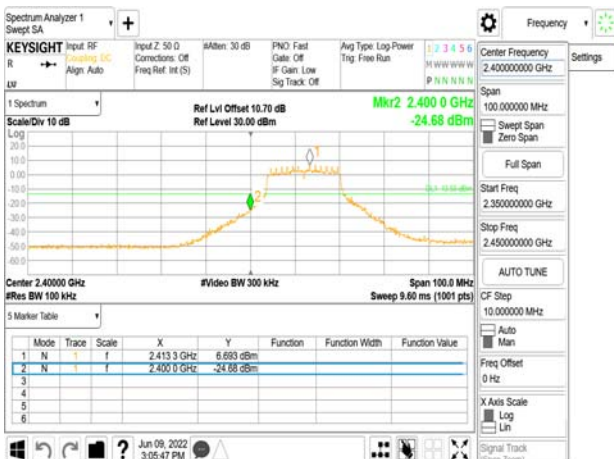 Spectrum Analyzer 1
Swept SA
+
Frequency
KEYSIGHT
Input: RF
Coupling: DC
Align: Auto
Input Z: 50 Ω
Corrections: Off
Freq Ref: Int (S)
#Atten: 30 dB
PNO: Fast
Gate: Off
IF Gain: Low
Sig Track: Off
Avg Type: Log-Power
Trig: Free Run
1 2 3 4 5 6
M W W W W W
P N N N N N
R
Center Frequency
2.400000000 GHz
Settings
Span
100.000000 MHz
Swept Span
Zero Span
Full Span
Start Freq
2.350000000 GHz
Stop Freq
2.450000000 GHz
AUTO TUNE
CF Step
10.000000 MHz
Auto
Man
Freq Offset
0 Hz
X Axis Scale
Log
Lin
Signal Track
1 Spectrum
Scale/Div 10 dB
Ref Lvl Offset 10.70 dB
Ref Level 30.00 dBm
Mkr2 2.400 0 GHz
-24.68 dBm
Log
20.0
10.0
0.00
-10.0
-20.0
-30.0
-40.0
-50.0
-60.0
1
2
Center 2.40000 GHz
#Res BW 100 kHz
#Video BW 300 kHz
Span 100.0 MHz
Sweep 9.60 ms (1001 pts)
5 Marker Table
Mode Trace Scale X Y Function Function Width Function Value
1 N 1 f 2.413 3 GHz 6.693 dBm
2 N 1 f 2.400 0 GHz -24.68 dBm
3
4
5
6
?
Jun 09, 2022
3:05:47 PM